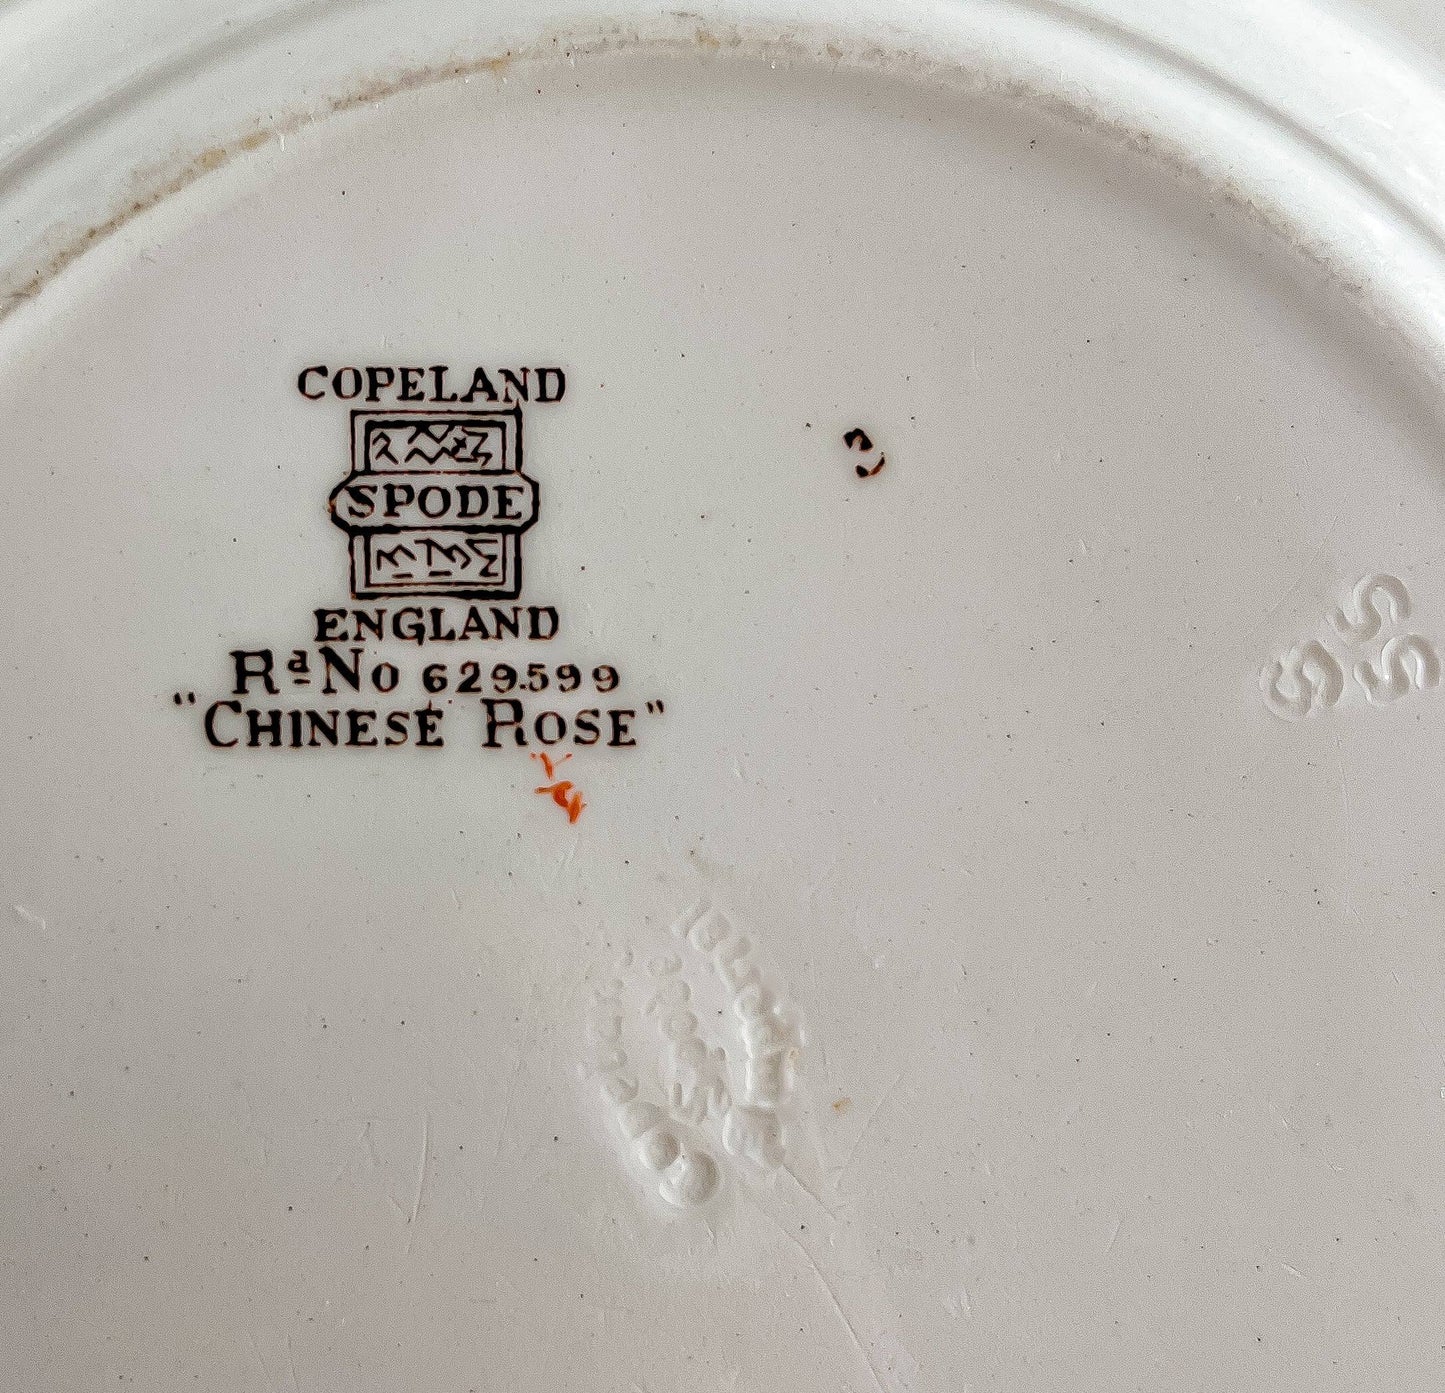 COPELAND
SPODE
ENGLAND
Rd No 629599
"CHINESE ROSE"